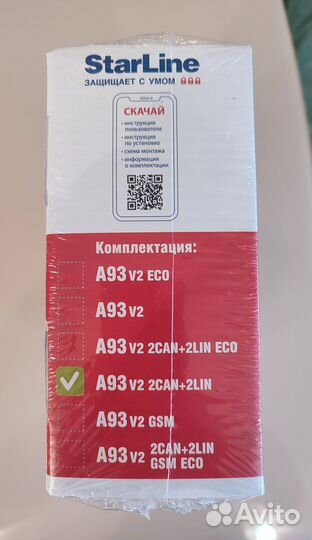 StarLine
ЗАЩИЩАЕТ С УМОМ
СКАЧАЙ
• инструкция
пользователя
• инструкция
по установке
• схема монтажа
• информация
о комплектации
Комплектация:
A93 V2 ECO
A93 V2
A93 V2 2CAN+2LIN ECO
A93 V2 2CAN+2LIN
A93 V2 GSM
A93 V2 2CAN+2LIN
GSM ECO
Avito